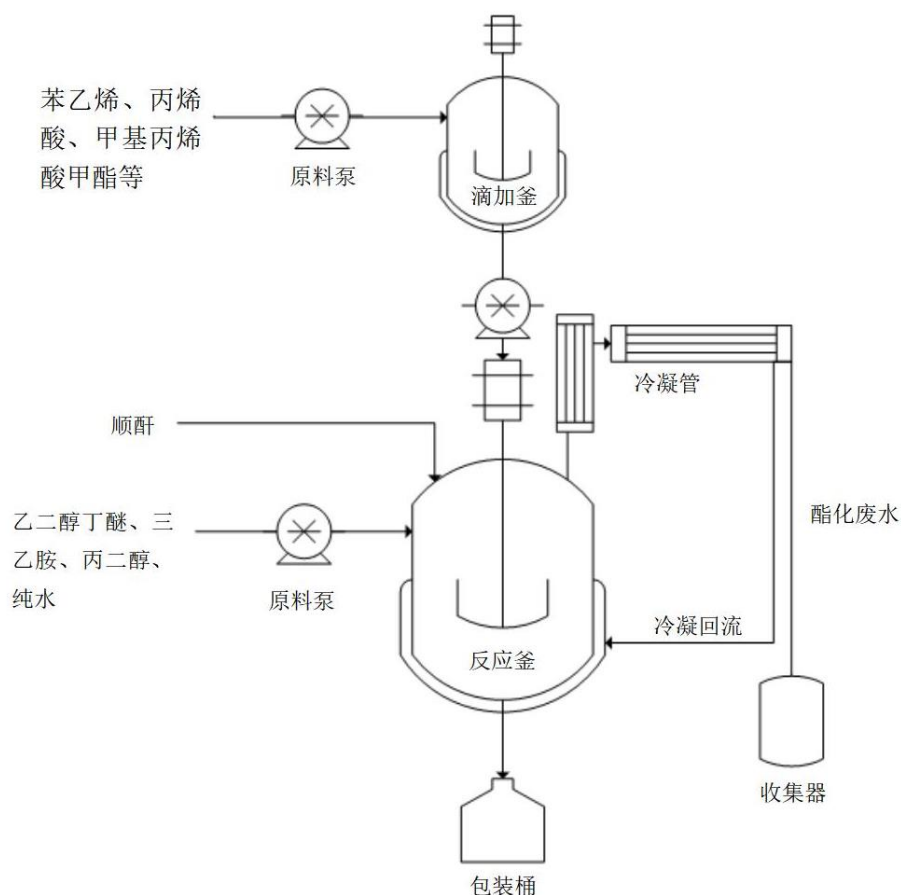 苯乙烯、丙烯
酸、甲基丙烯
酸甲酯等
原料泵
滴加釜
冷凝管
顺酐
乙二醇丁醚、三
乙胺、丙二醇、
纯水
原料泵
酯化废水
冷凝回流
反应釜
收集器
包装桶